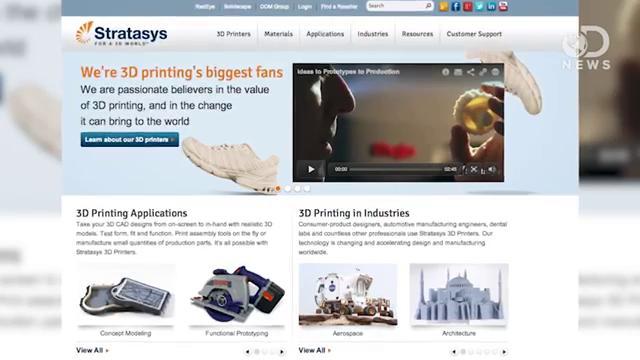 RedEye Solidscape DDM Group Login Find a Reseller Search
Stratasys
FOR A 3D WORLD
3D Printers Materials Applications Industries Resources Customer Support
D
NEWS
We're 3D printing's biggest fans
We are passionate believers in the value
of 3D printing, and in the change
it can bring to the world
Learn about our 3D printers
Ideas to Prototypes to Production
00:00
02:45
3D Printing Applications
Take your 3D CAD designs from on-screen to in-hand with realistic 3D
models. Test form, fit and function. Print assembly tools on the fly or
manufacture small quantities of production parts. It's all possible with
Stratasys 3D Printers.
Concept Modeling
Functional Prototyping
View All
3D Printing in Industries
Consumer-product designers, automotive manufacturing engineers, dental
labs and countless other professionals use Stratasys 3D Printers. Our
technology is changing and accelerating design and manufacturing
worldwide.
Aerospace
Architecture
View All